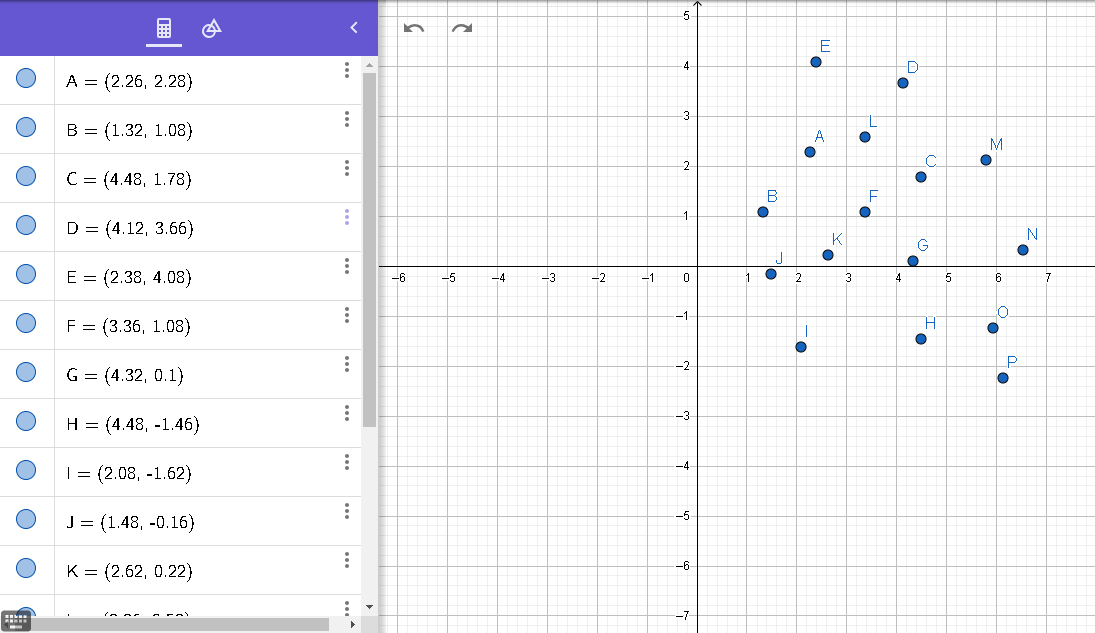 A = (2.26, 2.28)
B = (1.32, 1.08)
C = (4.48, 1.78)
D = (4.12, 3.66)
E = (2.38, 4.08)
F = (3.36, 1.08)
G = (4.32, 0.1)
H = (4.48, -1.46)
I = (2.08, -1.62)
J = (1.48, -0.16)
K = (2.62, 0.22)
5
E
4
D
3
L
A
M
2
C
B
F
1
N
K
G
J
−6 −5 −4 −3 −2 −1 0 1 2 3 4 5 6 7
O
−1
H
I
P
−2
−3
−4
−5
−6
−7